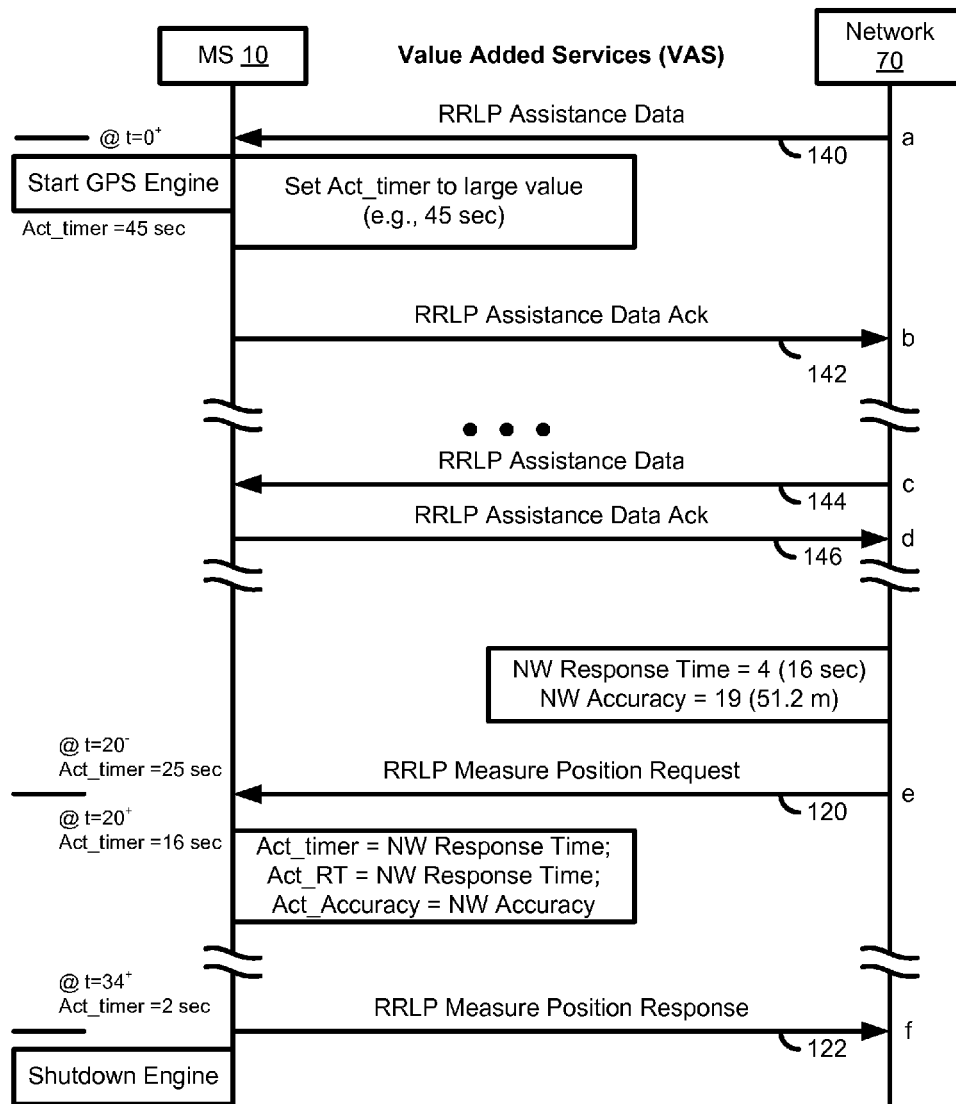 MS 10
Value Added Services (VAS)
Network
70
RRLP Assistance Data
@ t=0+
140
a
Start GPS Engine
Set Act_timer to large value
(e.g., 45 sec)
Act_timer =45 sec
RRLP Assistance Data Ack
b
142
RRLP Assistance Data
c
144
RRLP Assistance Data Ack
d
146
NW Response Time = 4 (16 sec)
NW Accuracy = 19 (51.2 m)
@ t=20-
Act_timer =25 sec
RRLP Measure Position Request
e
120
@ t=20+
Act_timer =16 sec
Act_timer = NW Response Time;
Act_RT = NW Response Time;
Act_Accuracy = NW Accuracy
@ t=34+
Act_timer =2 sec
RRLP Measure Position Response
f
122
Shutdown Engine